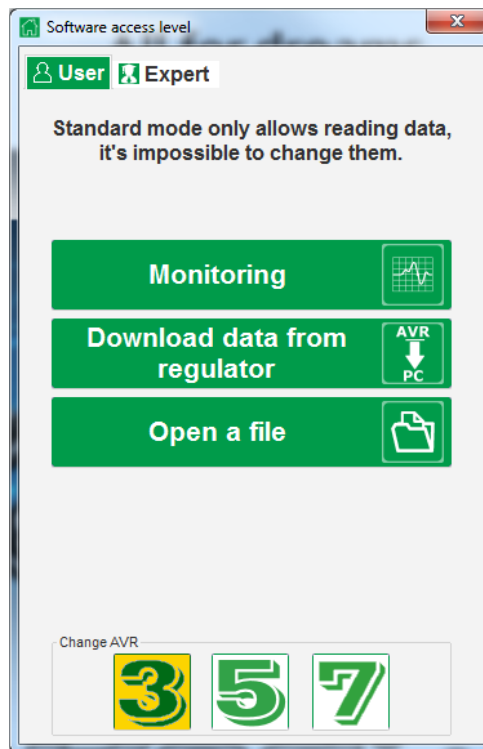 Software access level
User Expert
Standard mode only allows reading data,
it's impossible to change them.
Monitoring
Download data from
regulator
AVR
PC
Open a file
Change AVR
3 5 7